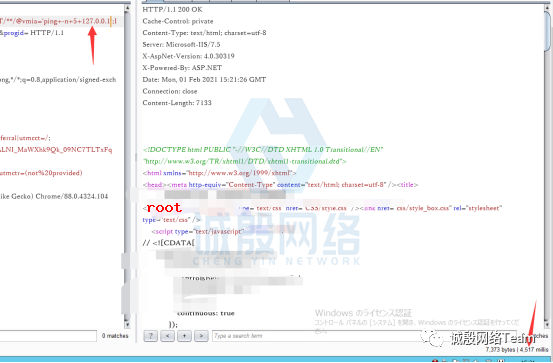 T/**/@vmia='ping+-n+5+127.0.0.1';I
&progid= HTTP/1.1
ng,*/*;q=0.8,application/signed-exch
ferral|utmcct=/;
ALNI_MaWXhk9Qk_09NC7TLTsFq
utmctr=(not%20provided)
ike Gecko) Chrome/88.0.4324.104
0 matches
HTTP/1.1 200 OK
Cache-Control: private
Content-Type: text/html; charset=utf-8
Server: Microsoft-IIS/7.5
X-AspNet-Version: 4.0.30319
X-Powered-By: ASP.NET
Date: Mon, 01 Feb 2021 15:21:26 GMT
Connection: close
Content-Length: 7133
<!DOCTYPE html PUBLIC "-//W3C//DTD XHTML 1.0 Transitional//EN"
"http://www.w3.org/TR/xhtml1/DTD/xhtml1-transitional.dtd">
<html xmlns="http://www.w3.org/1999/xhtml">
<head><meta http-equiv="Content-Type" content="text/html; charset=utf-8" /><title>
root
type="text/css" href="CSS/style.css" /><link href="css/style_box.css" rel="stylesheet"
type="text/css" />
<script type="text/javascript">
// <![CDATA[
continuous: true
});
诚殷网络
CHENG YIN NETWORK
Windows のライセンス認証
コントロール パネルの [システム] を開き、Windows のライセンス認証を行ってくだ
? < + > Type a search term
matches
7,373 bytes | 4,517 millis
诚殷网络Team